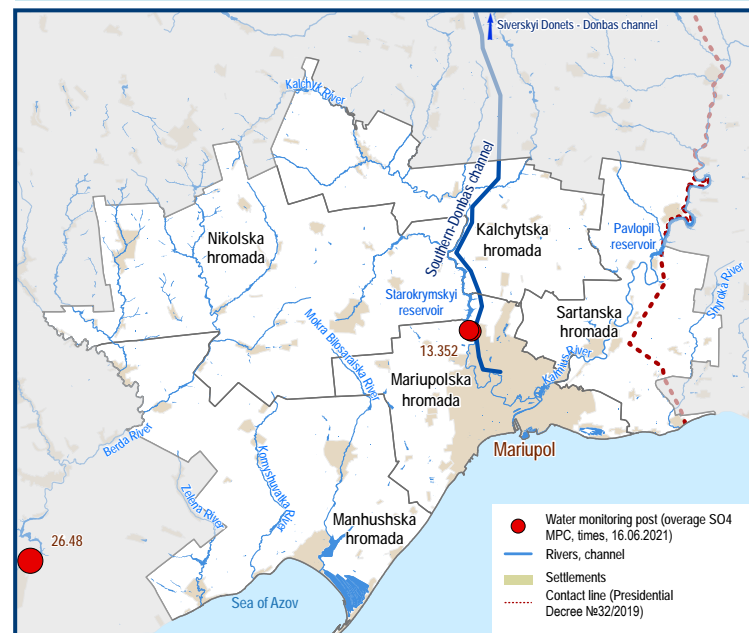 Siverskyi Donets - Donbas channel
Kalchyk River
Southern-Donbas channel
Kalchytska
hromada
Pavlopil
reservoir
Nikolska
hromada
Starokrymskyi
reservoir
Shyroka River
Sartanska
hromada
Mokra Bilosaraiska River
13.352
Kalmius River
Mariupolska
hromada
Berda River
Mariupol
Komyshuvatka
River
Zelena River
Manhushska
hromada
26.48
Sea of Azov
Water monitoring post (overage SO4
MPC, times, 16.06.2021)
Rivers, channel
Settlements
Contact line (Presidential
Decree №32/2019)